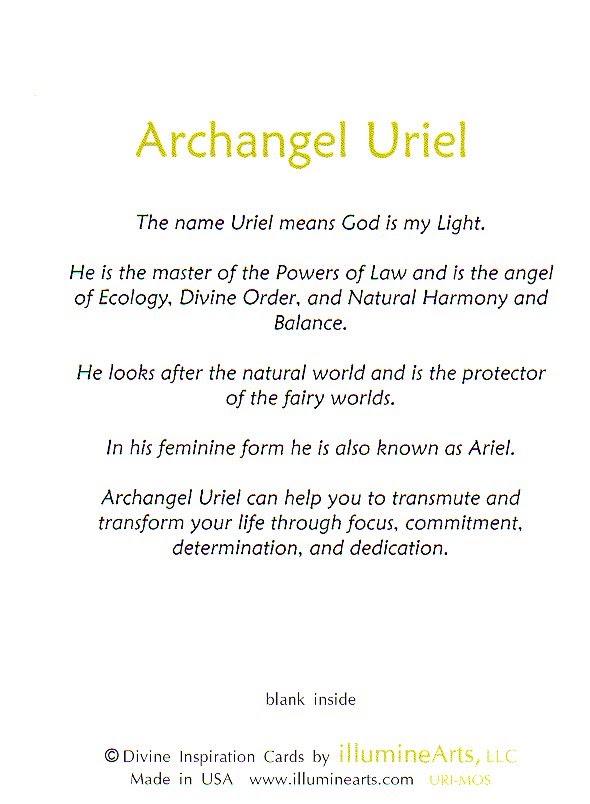 Archangel Uriel
The name Uriel means God is my Light.
He is the master of the Powers of Law and is the angel
of Ecology, Divine Order, and Natural Harmony and
Balance.
He looks after the natural world and is the protector
of the fairy worlds.
In his feminine form he is also known as Ariel.
Archangel Uriel can help you to transmute and
transform your life through focus, commitment,
determination, and dedication.
blank inside
© Divine Inspiration Cards by illumineArts, LLC
Made in USA www.illuminearts.com URI-MOS